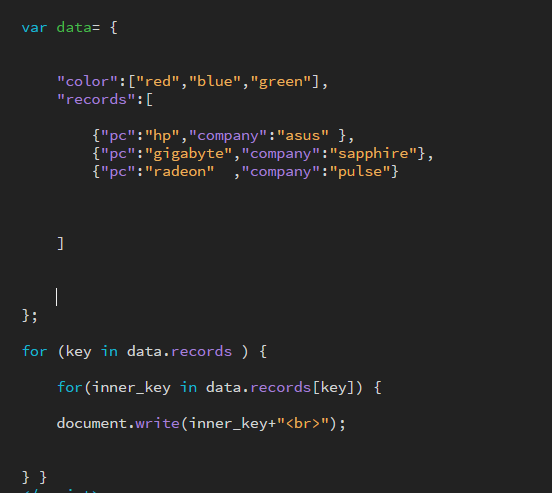 var data= {
"color":["red","blue","green"],
"records":[
{"pc":"hp","company":"asus" },
{"pc":"gigabyte","company":"sapphire"},
{"pc":"radeon"  ,"company":"pulse"}
]
};
for (key in data.records ) {
for(inner_key in data.records[key]) {
document.write(inner_key+"<br>");
} }